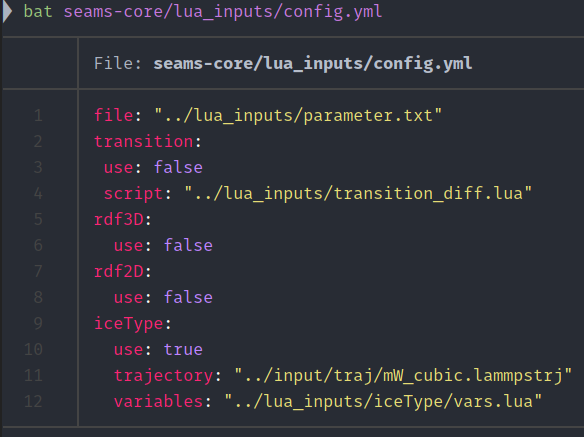 bat seams-core/lua_inputs/config.yml
File: seams-core/lua_inputs/config.yml
1 file: "../lua_inputs/parameter.txt"
2 transition:
3  use: false
4  script: "../lua_inputs/transition_diff.lua"
5 rdf3D:
6   use: false
7 rdf2D:
8   use: false
9 iceType:
10   use: true
11   trajectory: "../input/traj/mW_cubic.lammpstrj"
12   variables: "../lua_inputs/iceType/vars.lua"